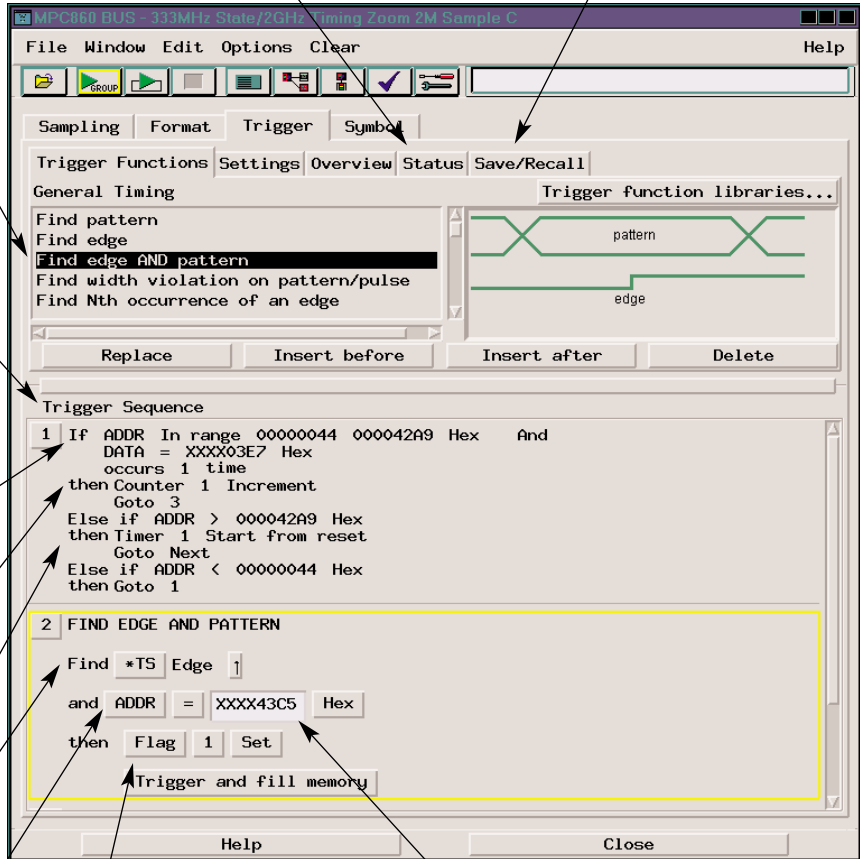 MPC860 BUS - 333MHz State/2GHz Timing Zoom 2M Sample C
File Window Edit Options Clear Help
GROUP
Sampling Format Trigger Symbol
Trigger Functions Settings Overview Status Save/Recall
General Timing Trigger function libraries...
Find pattern
Find edge
Find edge AND pattern
Find width violation on pattern/pulse
Find Nth occurrence of an edge
pattern
edge
Replace Insert before Insert after Delete
Trigger Sequence
1 If ADDR In range 00000044 000042A9 Hex And
DATA = XXXX03E7 Hex
occurs 1 time
then Counter 1 Increment
Goto 3
Else if ADDR > 000042A9 Hex
then Timer 1 Start from reset
Goto Next
Else if ADDR < 00000044 Hex
then Goto 1
2 FIND EDGE AND PATTERN
Find *TS Edge ↑
and ADDR = XXXX43C5 Hex
then Flag 1 Set
Trigger and fill memory
Help Close